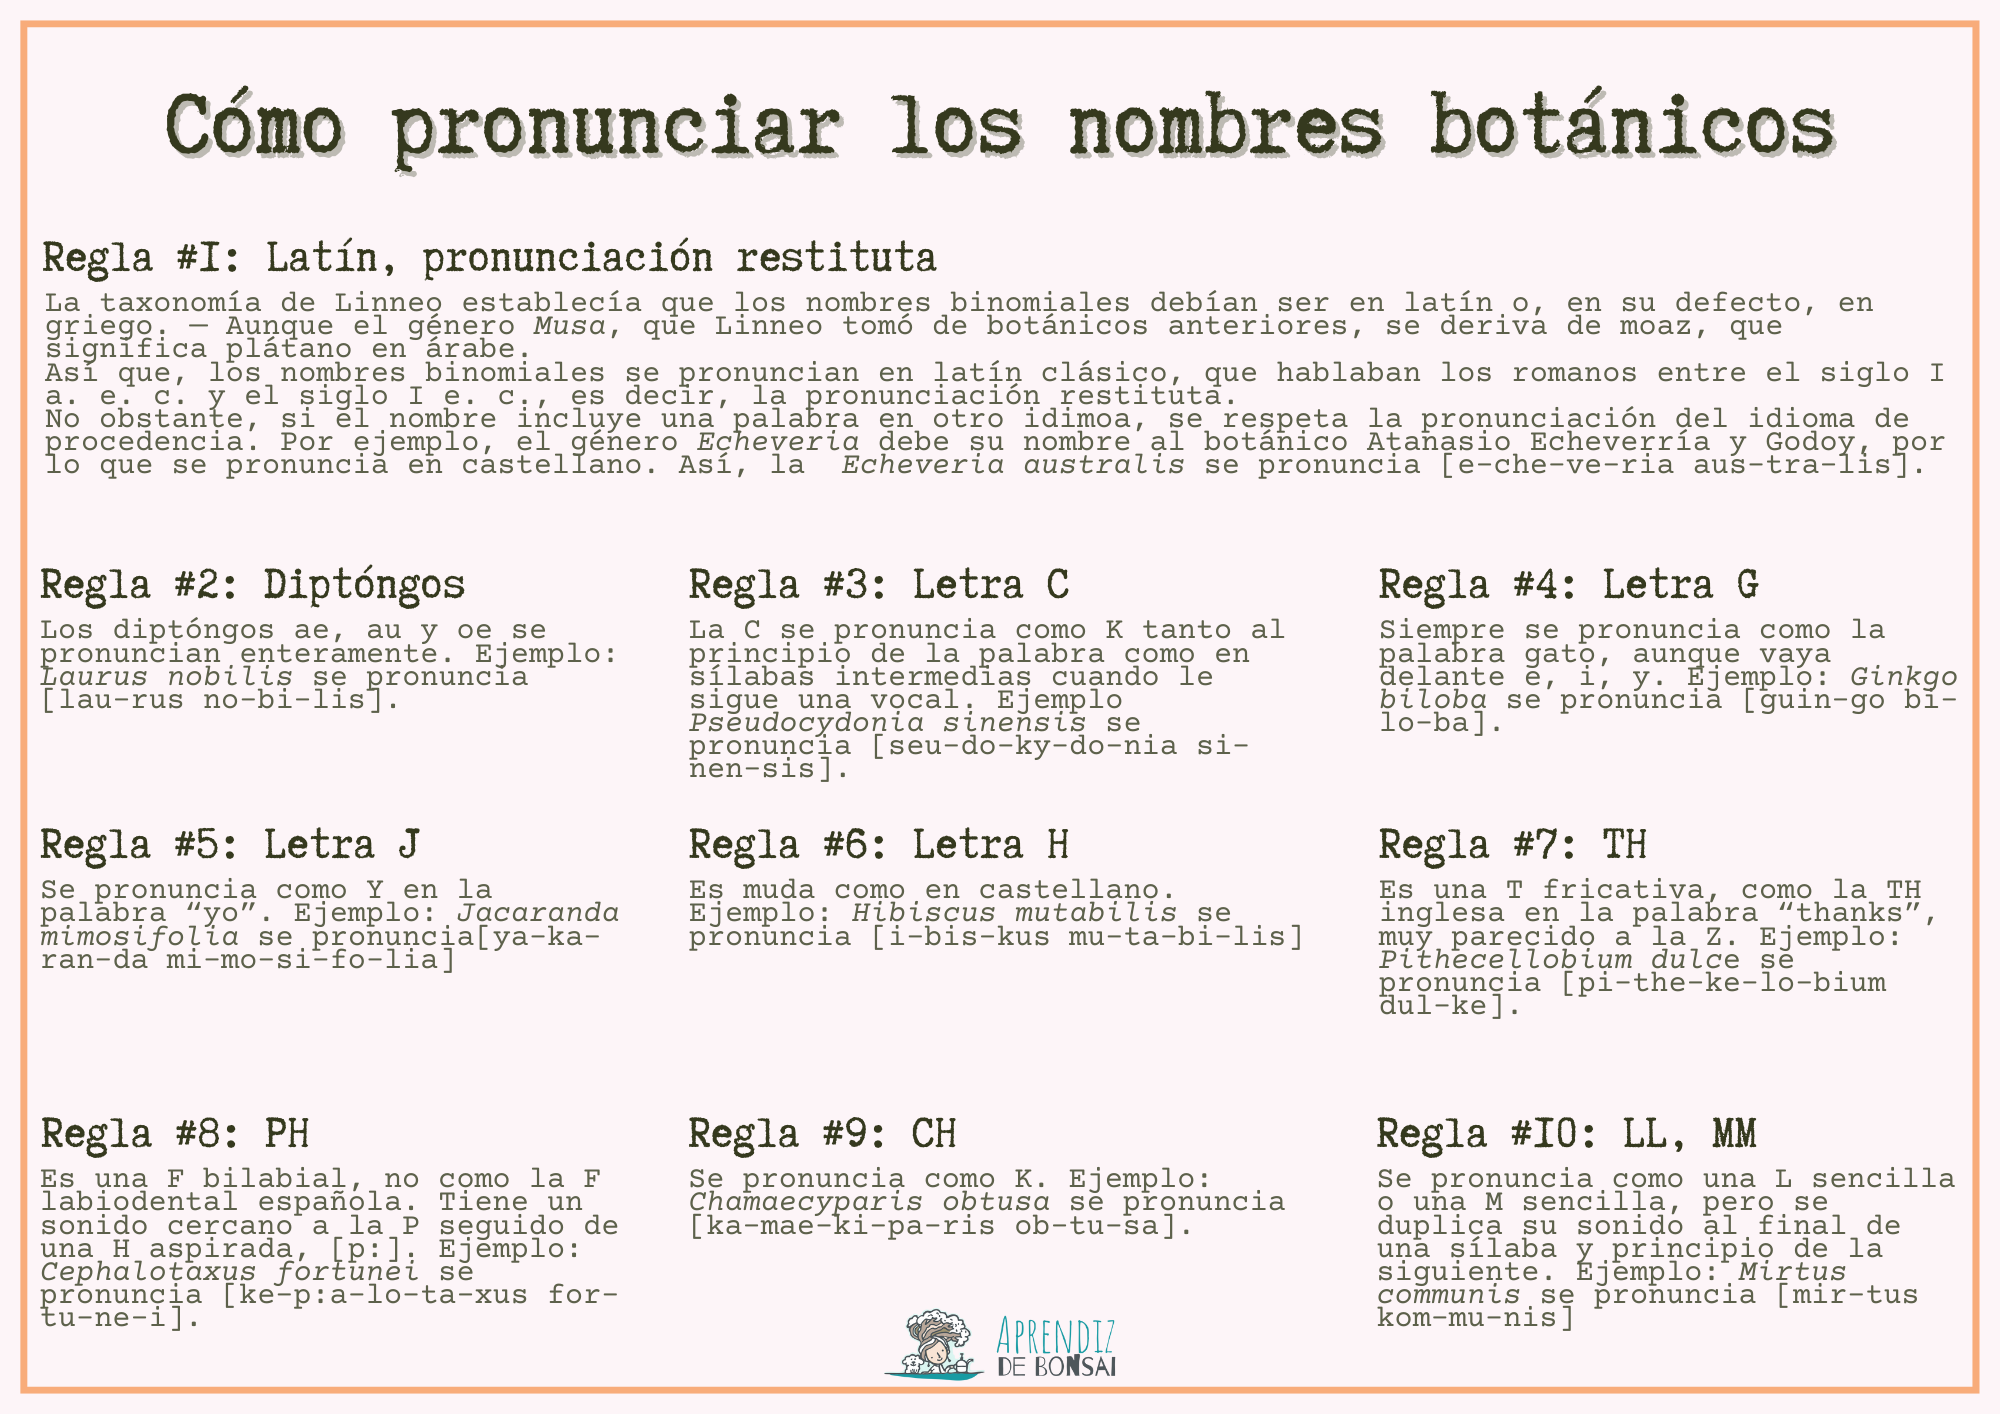 Cómo pronunciar los nombres botánicos
Regla #1: Latín, pronunciación restituta
La taxonomía de Linneo establecía que los nombres binomiales debían ser en latín o, en su defecto, en
griego. — Aunque el género Musa, que Linneo tomó de botánicos anteriores, se deriva de moaz, que
significa plátano en árabe.
Así que, los nombres binomiales se pronuncian en latín clásico, que hablaban los romanos entre el siglo I
a. e. c. y el siglo I e. c., es decir, la pronunciación restituta.
No obstante, si el nombre incluye una palabra en otro idimoa, se respeta la pronunciación del idioma de
procedencia. Por ejemplo, el género Echeveria debe su nombre al botánico Atanasio Echeverría y Godoy, por
lo que se pronuncia en castellano. Así, la Echeveria australis se pronuncia [e-che-ve-ria aus-tra-lis].
Regla #2: Diptóngos
Los diptóngos ae, au y oe se
pronuncian enteramente. Ejemplo:
Laurus nobilis se pronuncia
[lau-rus no-bi-lis].
Regla #3: Letra C
La C se pronuncia como K tanto al
principio de la palabra como en
sílabas intermedias cuando le
sigue una vocal. Ejemplo
Pseudocydonia sinensis se
pronuncia [seu-do-ky-do-nia si-
nen-sis].
Regla #4: Letra G
Siempre se pronuncia como la
palabra gato, aunque vaya
delante e, i, y. Ejemplo: Ginkgo
biloba se pronuncia [guin-go bi-
lo-ba].
Regla #5: Letra J
Se pronuncia como Y en la
palabra “yo”. Ejemplo: Jacaranda
mimosifolia se pronuncia[ya-ka-
ran-da mi-mo-si-fo-lia]
Regla #6: Letra H
Es muda como en castellano.
Ejemplo: Hibiscus mutabilis se
pronuncia [i-bis-kus mu-ta-bi-lis]
Regla #7: TH
Es una T fricativa, como la TH
inglesa en la palabra “thanks”,
muy parecido a la Z. Ejemplo:
Pithecellobium dulce se
pronuncia [pi-the-ke-lo-bium
dul-ke].
Regla #8: PH
Es una F bilabial, no como la F
labiodental española. Tiene un
sonido cercano a la P seguido de
una H aspirada, [p:]. Ejemplo:
Cephalotaxus fortunei se
pronuncia [ke-p:a-lo-ta-xus for-
tu-ne-i].
Regla #9: CH
Se pronuncia como K. Ejemplo:
Chamaecyparis obtusa se pronuncia
[ka-mae-ki-pa-ris ob-tu-sa].
Regla #10: LL, MM
Se pronuncia como una L sencilla
o una M sencilla, pero se
duplica su sonido al final de
una sílaba y principio de la
siguiente. Ejemplo: Mirtus
communis se pronuncia [mir-tus
kom-mu-nis]
APRENDIZ
DE BONSAI